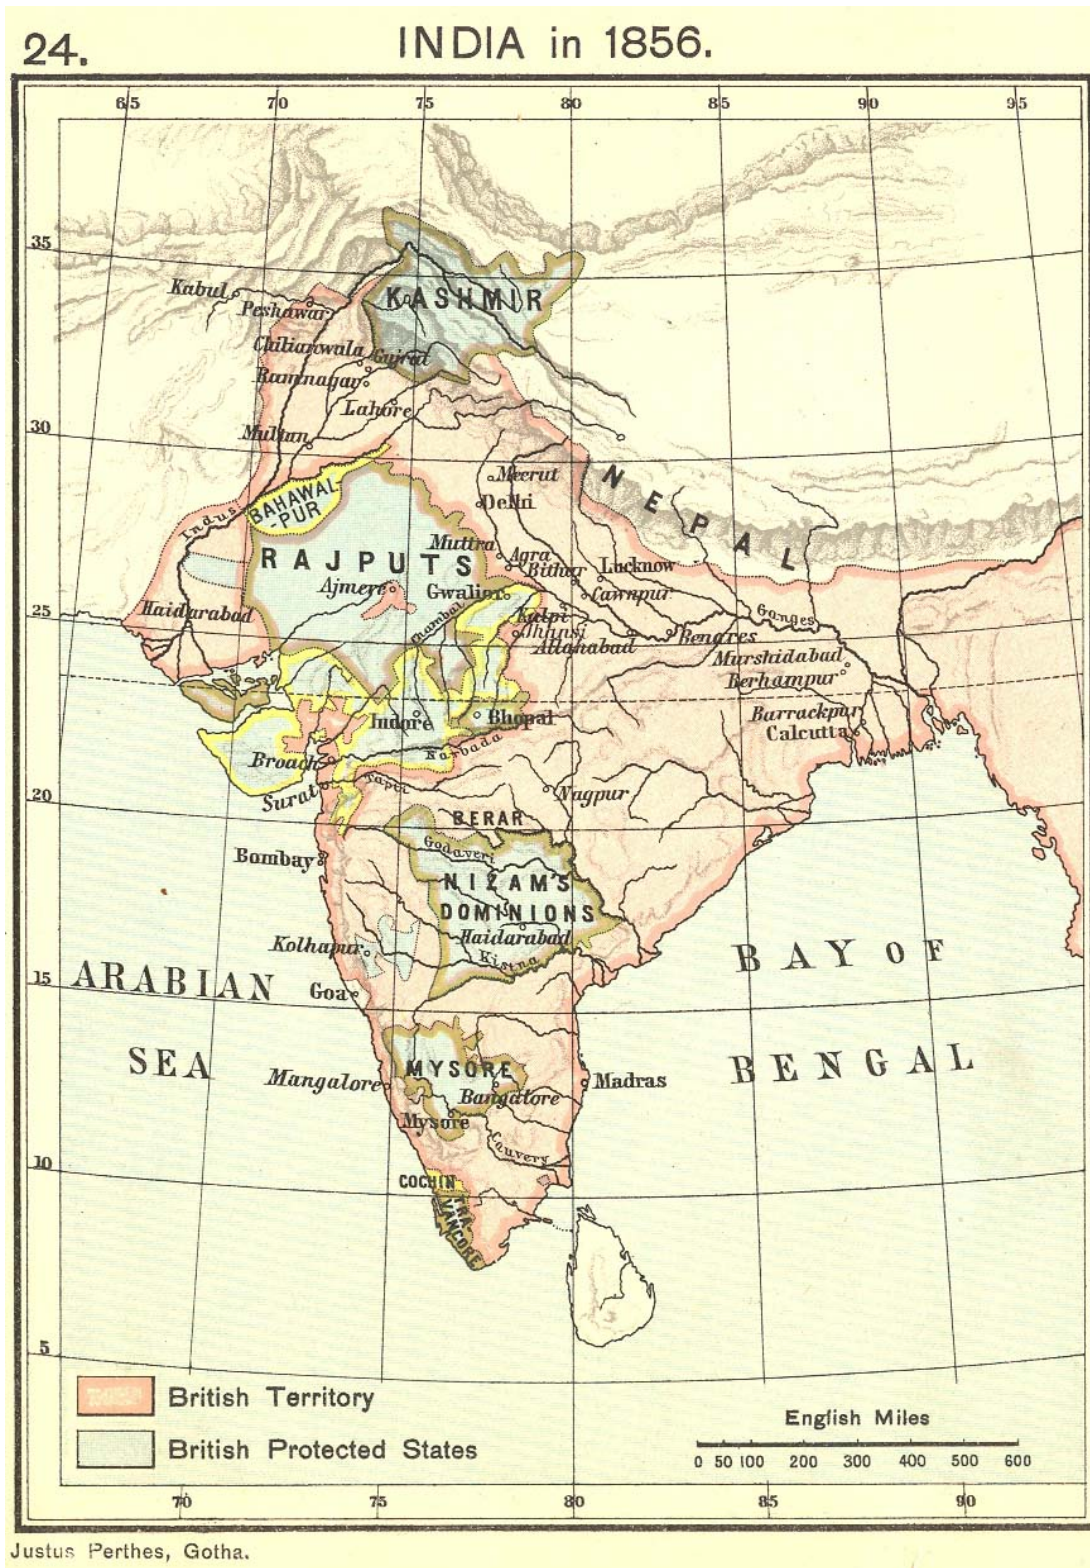 24.
INDIA in 1856.
65 70 75 80 85 90 95
35
KASHMIR
Kabul
Peshawar
Chilianwala
Gujrat
Ramnagar
Lahore
30
Multan
NEPAL
Meerut
Delhi
BAHAWAL
-PUR
Indus
RAJPUTS
Muttra
Agra
Bithur
Lucknow
Ajmere
Gwalior
Cawnpur
25
Haidarabad
Chambal
Kalpi
Jhansi
Allahabad
Ganges
Benares
Murshidabad
Berhampur
Indore
Bhopal
Barrackpur
Calcutta
Narbada
Broach
Tapti
Surat
Nagpur
20
BERAR
Bombay
Godaveri
NIZAM'S
DOMINIONS
Haidarabad
Kolhapur
Kistna
15
ARABIAN
SEA
BAY OF
BENGAL
Goa
MYSORE
Mangalore
Bangalore
Madras
Mysore
Cauvery
10
COCHIN
TRA-
VANCORE
5
British Territory
British Protected States
English Miles
0 50 100 200 300 400 500 600
70 75 80 85 90
Justus Perthes, Gotha.